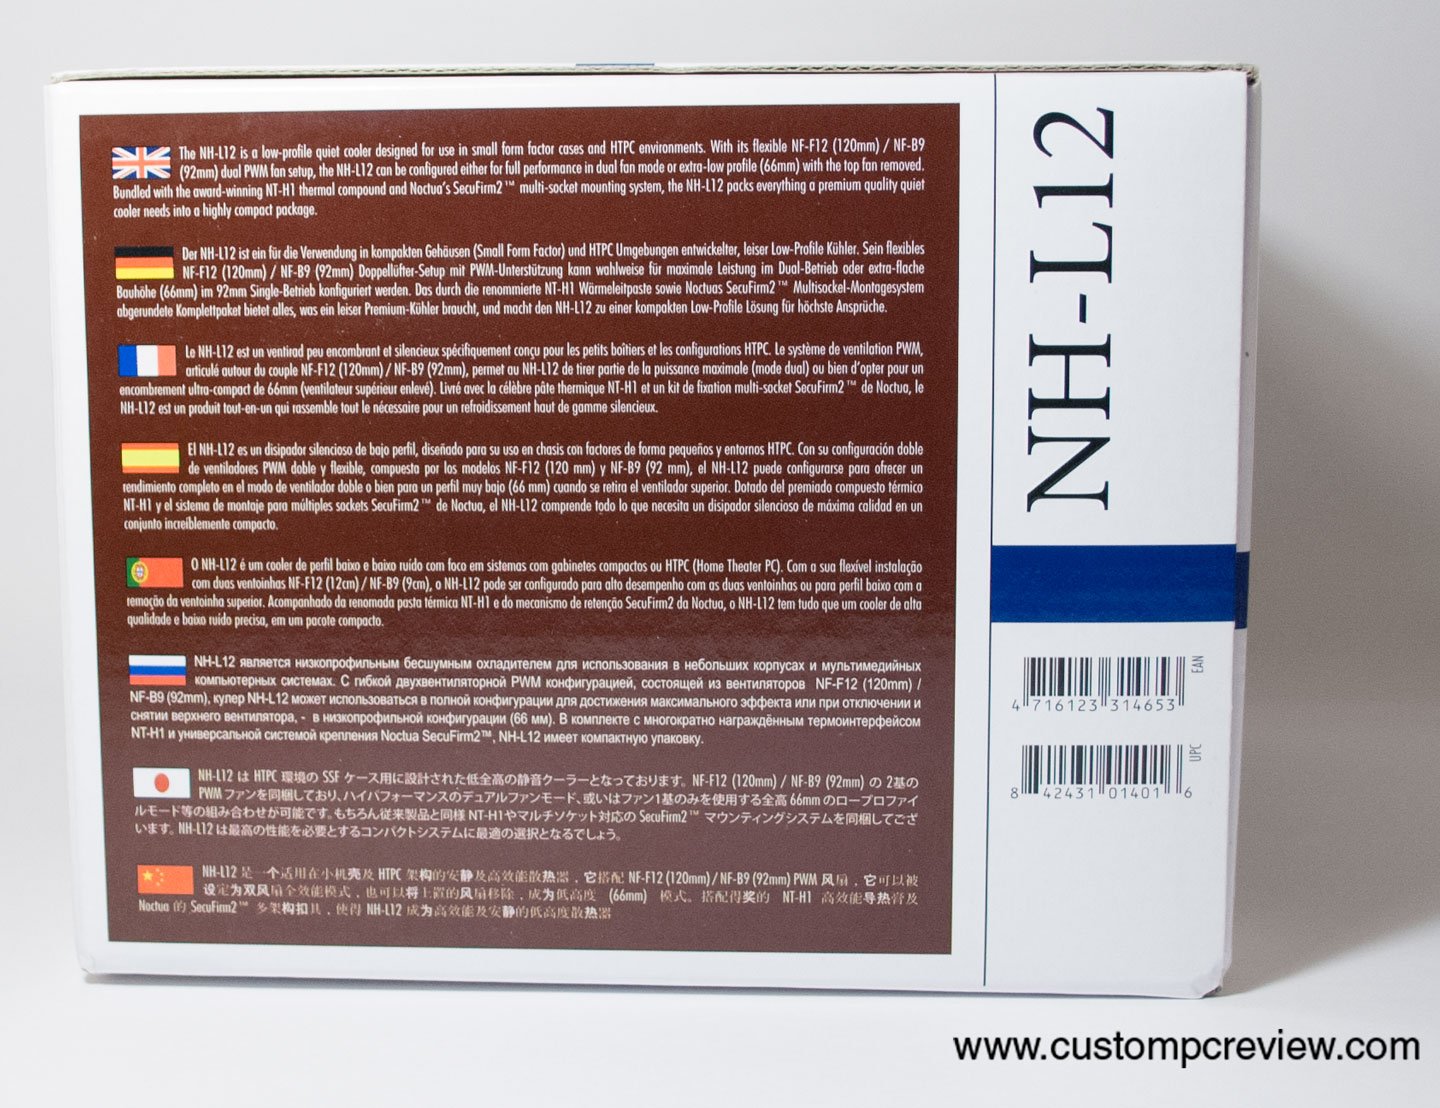 The NH-L12 is a low-profile quiet cooler designed for use in small form factor cases and HTPC environments. With its flexible NF-F12 (120mm) / NF-B9
(92mm) dual PWM fan setup, the NH-L12 can be configured either for full performance in dual fan mode or extra-low profile (66mm) with the top fan removed.
Bundled with the award-winning NT-H1 thermal compound and Noctua's SecuFirm2™ multi-socket mounting system, the NH-L12 packs everything a premium quality quiet
cooler needs into a highly compact package.
Der NH-L12 ist ein für die Verwendung in kompakten Gehäusen (Small Form Factor) und HTPC Umgebungen entwickelter, leiser Low-Profile Kühler. Sein flexibles
NF-F12 (120mm) / NF-B9 (92mm) Doppellüfter-Setup mit PWM-Unterstützung kann wahlweise für maximale Leistung im Dual-Betrieb oder extra-flache
Bauhöhe (66mm) im 92mm Single-Betrieb konfiguriert werden. Das durch die renommierte NT-H1 Wärmeleitpaste sowie Noctuas SecuFirm2™ Multisockel-Montagesystem
abgerundete Komplettpaket bietet alles, was ein leiser Premium-Kühler braucht, und macht den NH-L12 zu einer kompakten Low-Profile Lösung für höchste Ansprüche.
Le NH-L12 est un ventirad peu encombrant et silencieux spécifiquement conçu pour les petits boîtiers et les configurations HTPC. Le système de ventilation PWM,
articulé autour du couple NF-F12 (120mm) / NF-B9 (92mm), permet au NH-L12 de tirer partie de la puissance maximale (mode dual) ou bien d'opter pour un
encombrement ultra-compact de 66mm (ventilateur supérieur enlevé). Livré avec la célèbre pâte thermique NT-H1 et un kit de fixation multi-socket SecuFirm2™ de Noctua, le
NH-L12 est un produit tout-en-un qui rassemble tout le nécessaire pour un refroidissement haut de gamme silencieux.
El NH-L12 es un disipador silencioso de bajo perfil, diseñado para su uso en chasis con factores de forma pequeños y entornos HTPC. Con su configuración doble
de ventiladores PWM doble y flexible, compuesta por los modelos NF-F12 (120 mm) y NF-B9 (92 mm), el NH-L12 puede configurarse para ofrecer un
rendimiento completo en el modo de ventilador doble o bien para un perfil muy bajo (66 mm) cuando se retira el ventilador superior. Dotado del premiado compuesto térmico
NT-H1 y el sistema de montaje para múltiples sockets SecuFirm2™ de Noctua, el NH-L12 comprende todo lo que necesita un disipador silencioso de máxima calidad en un
conjunto increíblemente compacto.
O NH-L12 é um cooler de perfil baixo e baixo ruído com foco em sistemas com gabinetes compactos ou HTPC (Home Theater PC). Com a sua flexível instalação
com duas ventoinhas NF-F12 (12cm) / NF-B9 (9cm), o NH-L12 pode ser configurado para alto desempenho com as duas ventoinhas ou para perfil baixo com a
remoção da ventoinha superior. Acompanhado da renomada pasta térmica NT-H1 e do mecanismo de retenção SecuFirm2 da Noctua, o NH-L12 tem tudo que um cooler de alta
qualidade e baixo ruído precisa, em um pacote compacto.
NH-L12 является низкопрофильным бесшумным охладителем для использования в небольших корпусах и мультимедийных
компьютерных системах. С гибкой двухвентиляторной PWM конфигурацией, состоящей из вентиляторов NF-F12 (120mm) /
NF-B9 (92mm), кулер NH-L12 может использоваться в полной конфигурации для достижения максимального эффекта или при отключении и
снятии верхнего вентилятора, - в низкопрофильной конфигурации (66 мм). В комплекте с многократно награждённым термоинтерфейсом
NT-H1 и универсальной системой крепления Noctua SecuFirm2™, NH-L12 имеет компактную упаковку.
NH-L12 は HTPC 環境の SSF ケース用に設計された低全高の静音クーラーとなっております。NF-F12 (120mm) / NF-B9 (92mm) の 2基の
PWM ファンを同梱しており、ハイパフォーマンスのデュアルファンモード、或いはファン1基のみを使用する全高 66mm のロープロファイ
ルモード等の組み合わせが可能です。もちろん従来製品と同様 NT-H1やマルチソケット対応の SecuFirm2™ マウンティングシステムを同梱してござ
います。NH-L12 は最高の性能を必要とするコンパクトシステムに最適の選択となるでしょう。
NH-L12 是一个适用在小机壳及 HTPC 架构的安静及高效能散热器，它搭配 NF-F12 (120mm) / NF-B9 (92mm) PWM 风扇，它可以被
设定为双风扇全效能模式，也可以将上置的风扇移除，成为低高度 (66mm) 模式。搭配得奖的 NT-H1 高效能导热膏及
Noctua 的 SecuFirm2™ 多架构扣具，使得 NH-L12 成为高效能及安静的低高度散热器
NH-L12
EAN
4 716123 314653
UPC
8 42431 01401 6
www.custompcreview.com